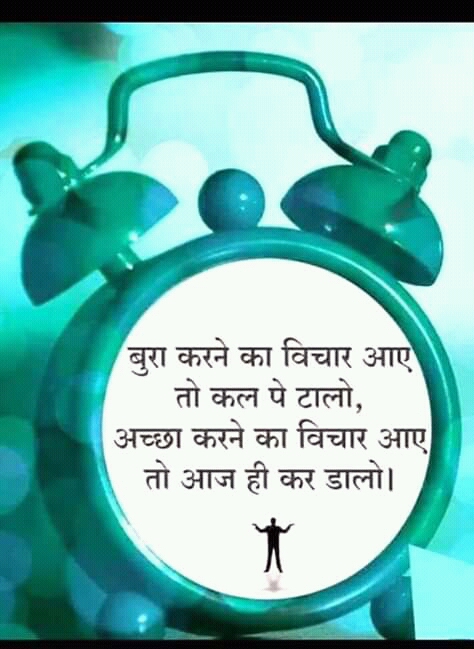 बुरा करने का विचार आए
तो कल पे टालो,
अच्छा करने का विचार आए
तो आज ही कर डालो।